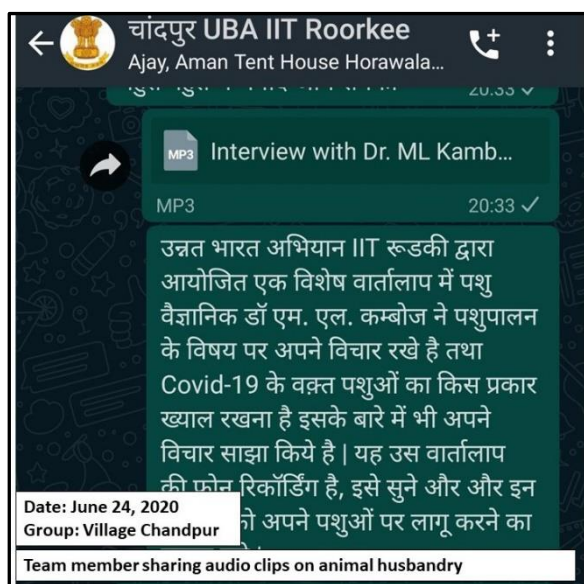 चांदपुर UBA IIT Roorkee
Ajay, Aman Tent House Horawala...
20:33
MP3 Interview with Dr. ML Kamb...
MP3 20:33
उन्नत भारत अभियान IIT रूडकी द्वारा
आयोजित एक विशेष वार्तालाप में पशु
वैज्ञानिक डॉ एम. एल. कम्बोज ने पशुपालन
के विषय पर अपने विचार रखे है तथा
Covid-19 के वक़्त पशुओं का किस प्रकार
ख्याल रखना है इसके बारे में भी अपने
विचार साझा किये है | यह उस वार्तालाप
की फोन रिकॉर्डिंग है, इसे सुने और और इन
को अपने पशुओं पर लागू करने का
Date: June 24, 2020
Group: Village Chandpur
Team member sharing audio clips on animal husbandry